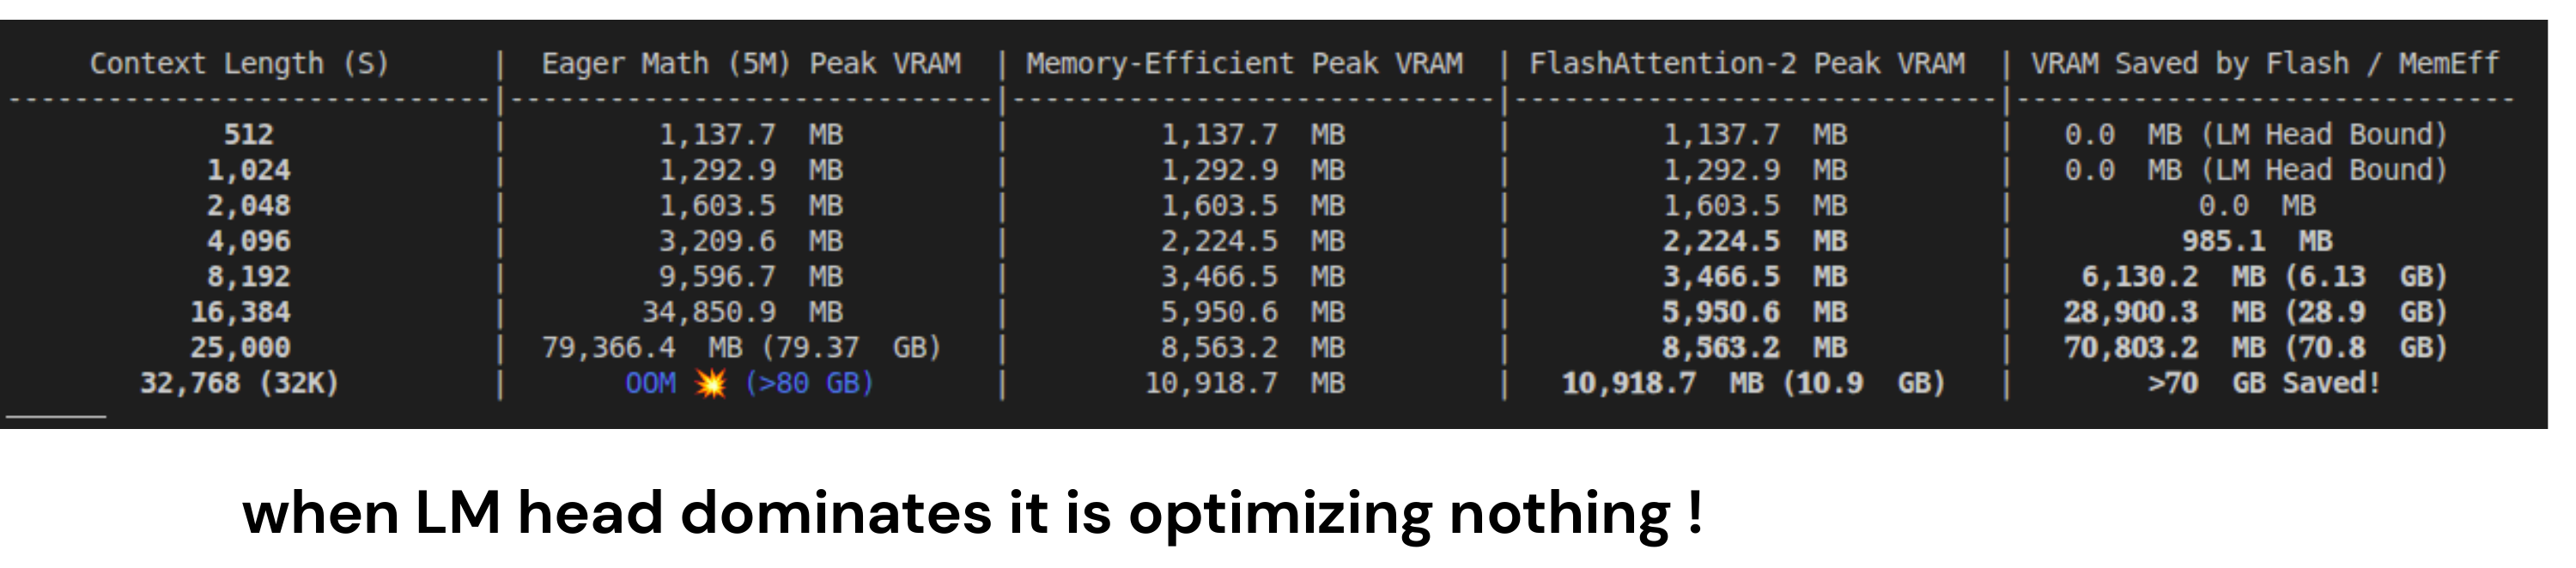 Context Length (S) | Eager Math (5M) Peak VRAM | Memory-Efficient Peak VRAM | FlashAttention-2 Peak VRAM | VRAM Saved by Flash / MemEff
-----------------------------|-----------------------------|-----------------------------|-----------------------------|------------------------------
512 | 1,137.7 MB | 1,137.7 MB | 1,137.7 MB | 0.0 MB (LM Head Bound)
1,024 | 1,292.9 MB | 1,292.9 MB | 1,292.9 MB | 0.0 MB (LM Head Bound)
2,048 | 1,603.5 MB | 1,603.5 MB | 1,603.5 MB | 0.0 MB
4,096 | 3,209.6 MB | 2,224.5 MB | 2,224.5 MB | 985.1 MB
8,192 | 9,596.7 MB | 3,466.5 MB | 3,466.5 MB | 6,130.2 MB (6.13 GB)
16,384 | 34,850.9 MB | 5,950.6 MB | 5,950.6 MB | 28,900.3 MB (28.9 GB)
25,000 | 79,366.4 MB (79.37 GB) | 8,563.2 MB | 8,563.2 MB | 70,803.2 MB (70.8 GB)
32,768 (32K) | OOM 💥 (>80 GB) | 10,918.7 MB | 10,918.7 MB (10.9 GB) | >70 GB Saved!
when LM head dominates it is optimizing nothing !